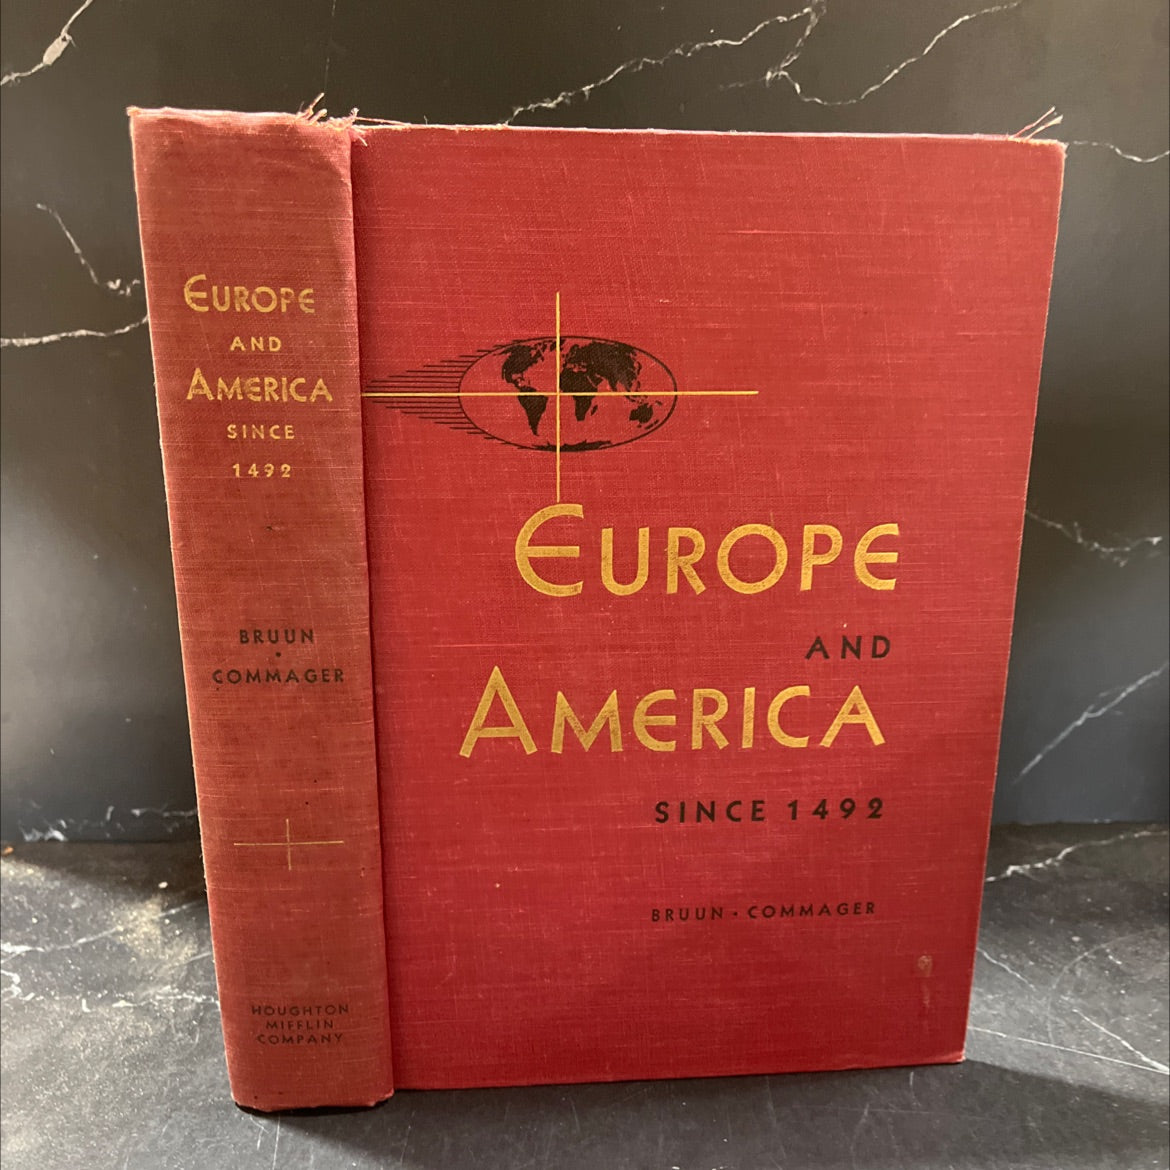 EUROPE
AND
AMERICA
SINCE
1492
BRUUN
•
COMMAGER
HOUGHTON
MIFFLIN
COMPANY
EUROPE
AND
AMERICA
SINCE 1492
BRUUN • COMMAGER